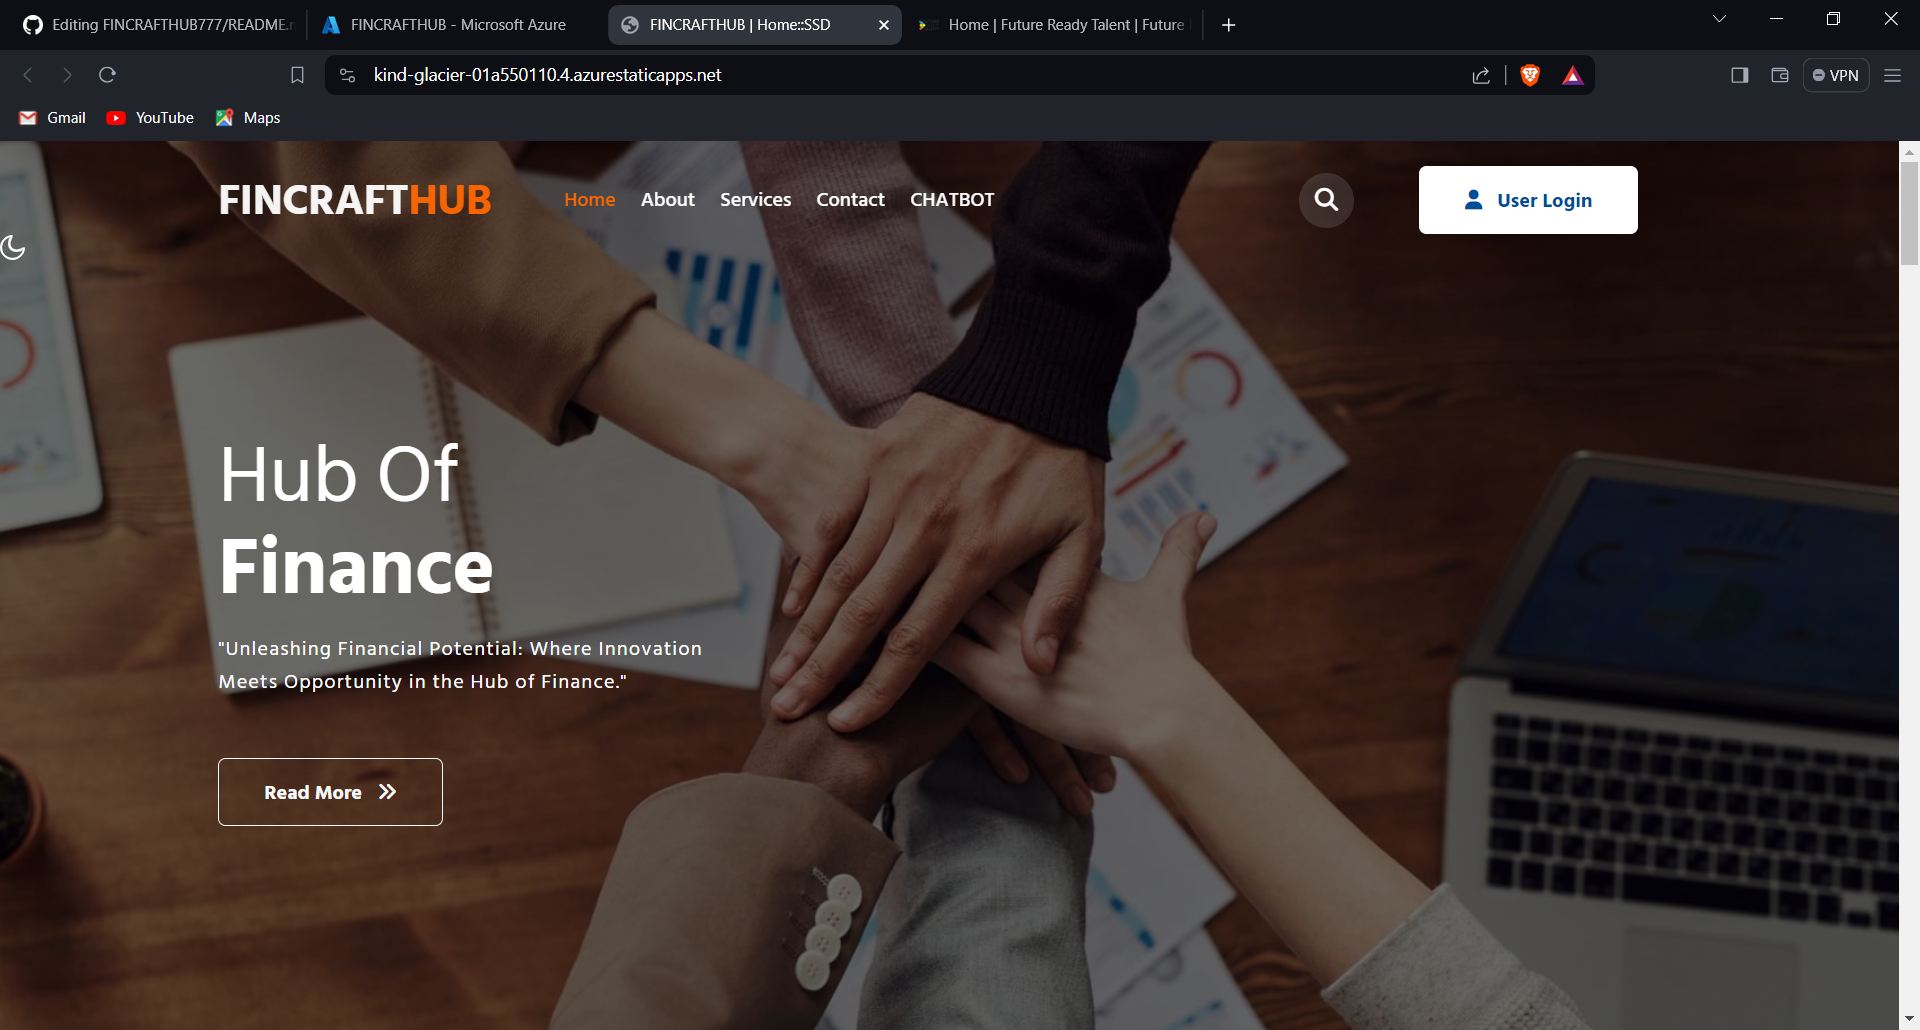 Editing FINCRAFTHUB777/README.m
FINCRAFTHUB - Microsoft Azure
FINCRAFTHUB | Home::SSD
Home | Future Ready Talent | Future
kind-glacier-01a550110.4.azurestaticapps.net
VPN
Gmail
YouTube
Maps
FINCRAFTHUB
Home
About
Services
Contact
CHATBOT
User Login
Hub Of
Finance
"Unleashing Financial Potential: Where Innovation
Meets Opportunity in the Hub of Finance."
Read More